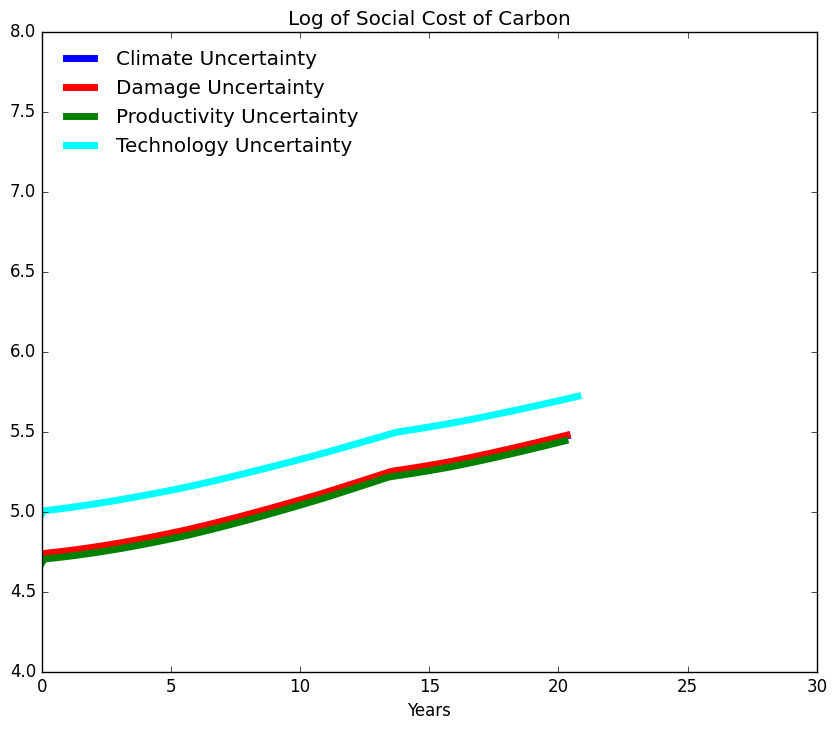 Log of Social Cost of Carbon
8.0
7.5
7.0
6.5
6.0
5.5
5.0
4.5
4.0
Climate Uncertainty
Damage Uncertainty
Productivity Uncertainty
Technology Uncertainty
0 5 10 15 20 25 30
Years